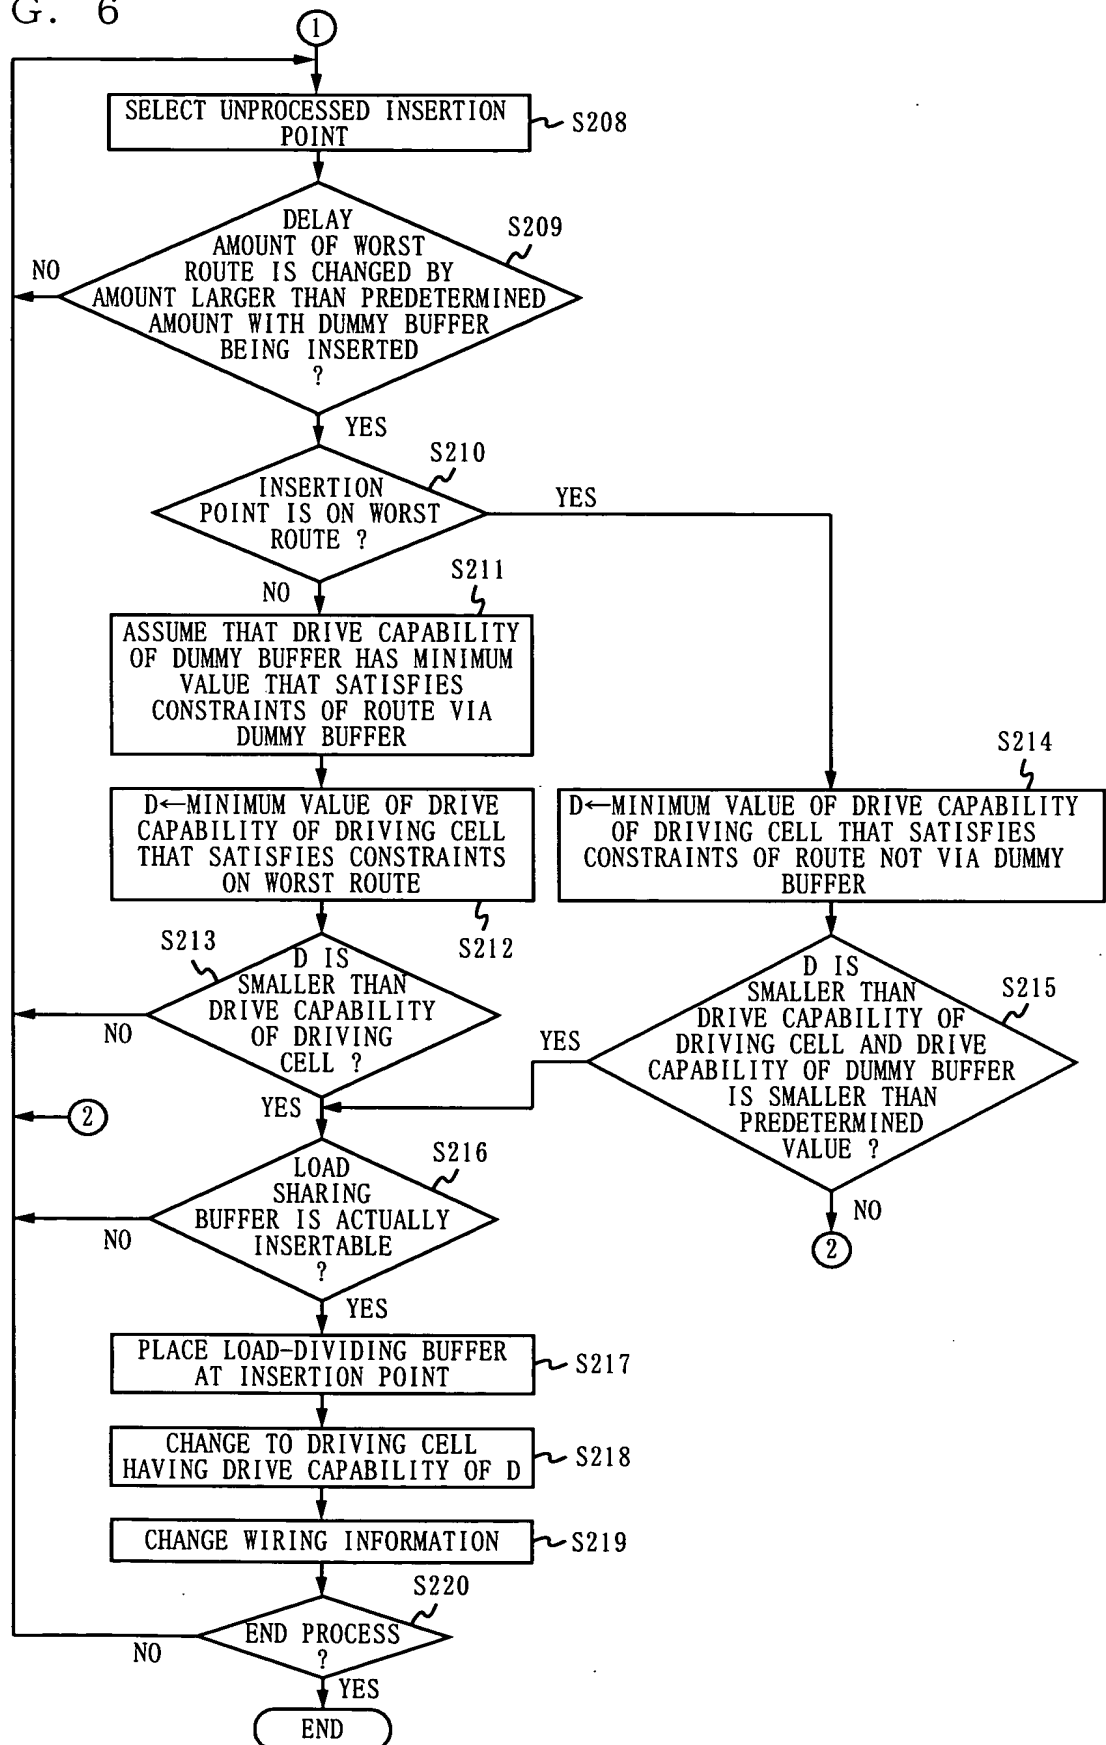 G. 6
1
SELECT UNPROCESSED INSERTION
POINT
S208
DELAY
AMOUNT OF WORST
ROUTE IS CHANGED BY
AMOUNT LARGER THAN PREDETERMINED
AMOUNT WITH DUMMY BUFFER
BEING INSERTED
?
S209
NO
YES
INSERTION
POINT IS ON WORST
ROUTE ?
S210
YES
NO
S211
ASSUME THAT DRIVE CAPABILITY
OF DUMMY BUFFER HAS MINIMUM
VALUE THAT SATISFIES
CONSTRAINTS OF ROUTE VIA
DUMMY BUFFER
D←MINIMUM VALUE OF DRIVE
CAPABILITY OF DRIVING CELL
THAT SATISFIES CONSTRAINTS
ON WORST ROUTE
S212
S214
D←MINIMUM VALUE OF DRIVE CAPABILITY
OF DRIVING CELL THAT SATISFIES
CONSTRAINTS OF ROUTE NOT VIA DUMMY
BUFFER
S213
D IS
SMALLER THAN
DRIVE CAPABILITY
OF DRIVING
CELL ?
NO
YES
S215
D IS
SMALLER THAN
DRIVE CAPABILITY OF
DRIVING CELL AND DRIVE
CAPABILITY OF DUMMY BUFFER
IS SMALLER THAN
PREDETERMINED
VALUE ?
YES
NO
2
2
S216
LOAD
SHARING
BUFFER IS ACTUALLY
INSERTABLE
?
NO
YES
PLACE LOAD-DIVIDING BUFFER
AT INSERTION POINT
S217
CHANGE TO DRIVING CELL
HAVING DRIVE CAPABILITY OF D
S218
CHANGE WIRING INFORMATION
S219
S220
END PROCESS
?
NO
YES
END